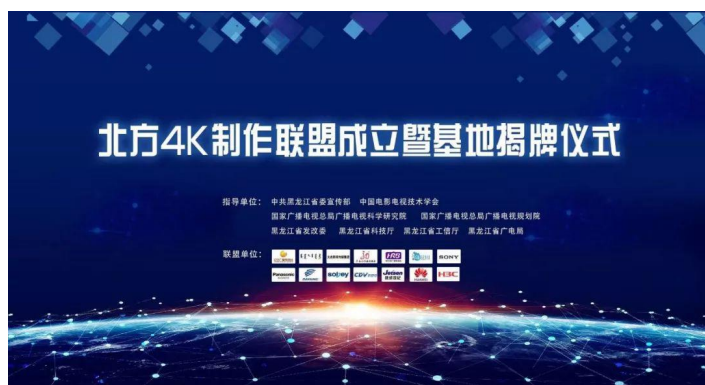 北方4K制作联盟成立暨基地揭牌仪式
指导单位： 中共黑龙江省委宣传部 中国电影电视技术学会
国家广播电视总局广播电视科学研究院 国家广播电视总局广播电视规划院
黑龙江省发改委 黑龙江省科技厅 黑龙江省工信厅 黑龙江省广电局
联盟单位：
SONY
Panasonic sobey CDV Jetsen HUAWEI H3C